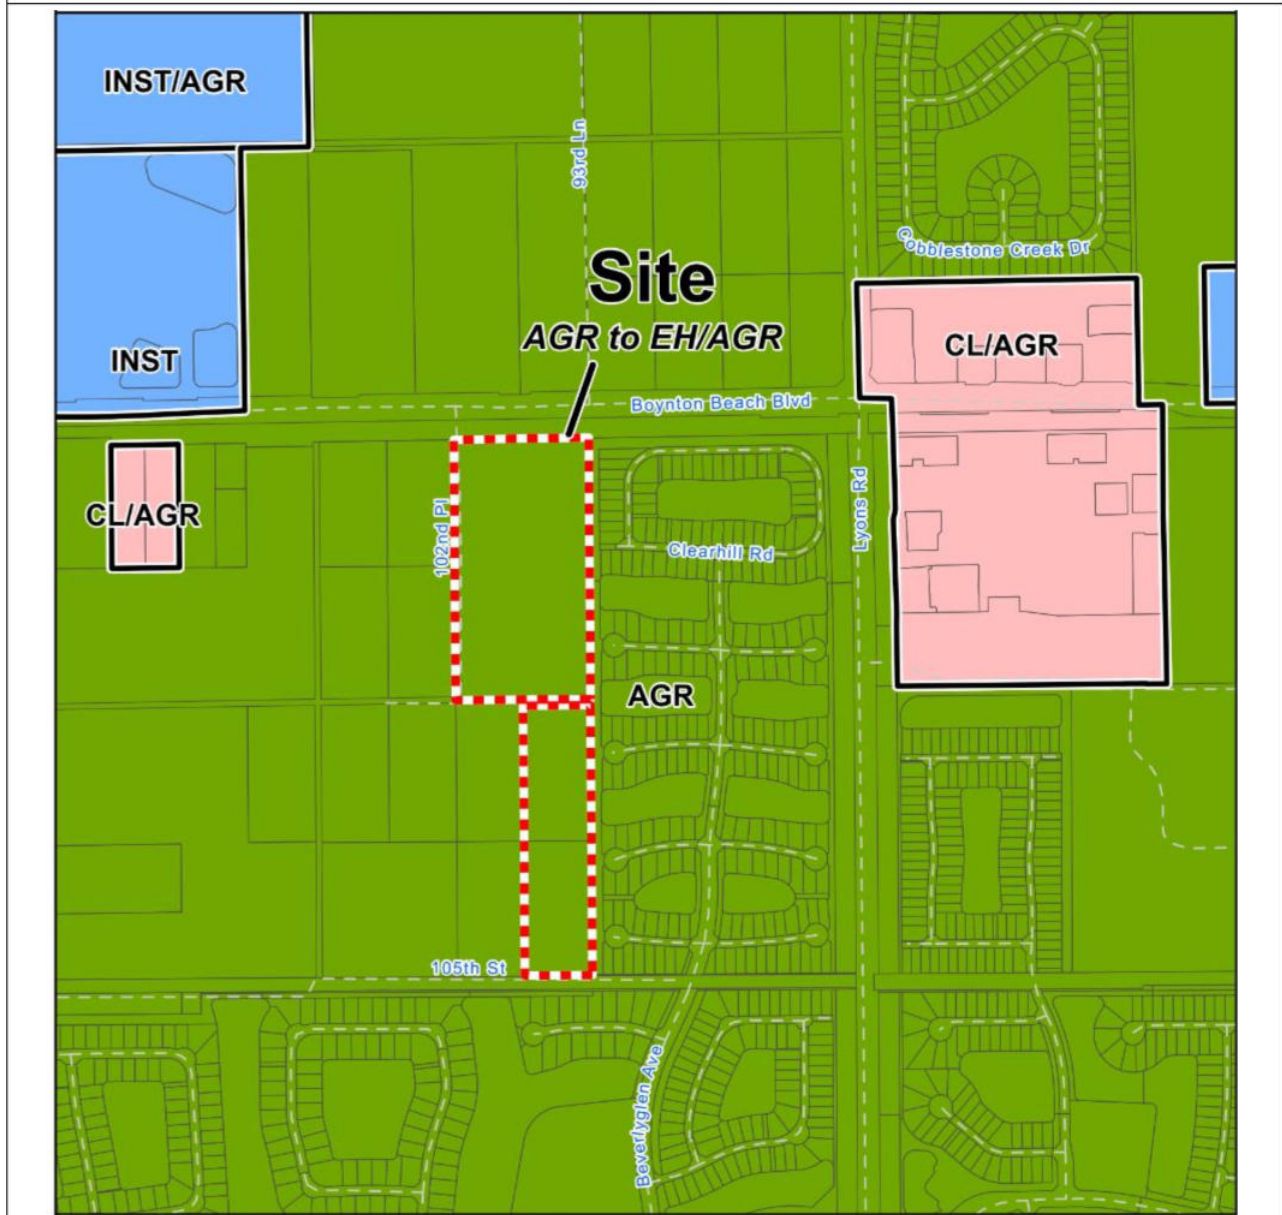 INST/AGR
93rd Ln
Cobblestone Creek Dr
Site
AGR to EH/AGR
INST
CL/AGR
Boynton Beach Blvd
CL/AGR
102nd Pl
Lyons Rd
Clearhill Rd
AGR
105th St
Beverlyglen Ave